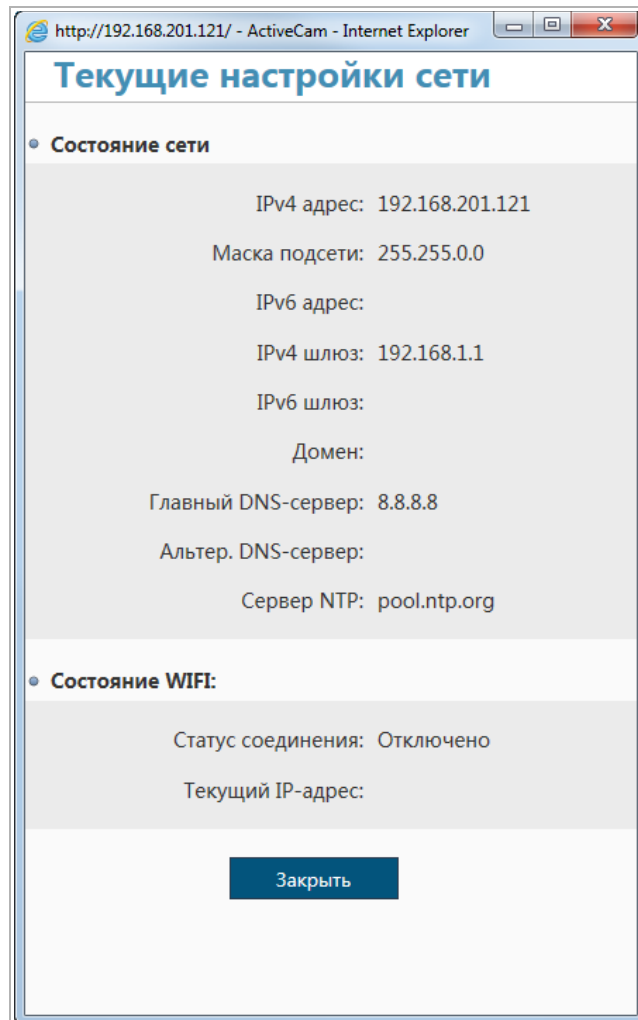 http://192.168.201.121/ - ActiveCam - Internet Explorer
Текущие настройки сети
Состояние сети
IPv4 адрес: 192.168.201.121
Маска подсети: 255.255.0.0
IPv6 адрес:
IPv4 шлюз: 192.168.1.1
IPv6 шлюз:
Домен:
Главный DNS-сервер: 8.8.8.8
Альтер. DNS-сервер:
Сервер NTP: pool.ntp.org
Состояние WIFI:
Статус соединения: Отключено
Текущий IP-адрес:
Закрыть